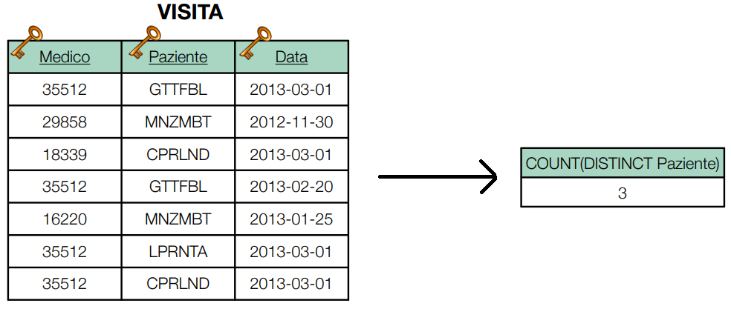 VISITA
Medico Paziente Data
35512 GTTFBL 2013-03-01
29858 MNZMBT 2012-11-30
18339 CPRLND 2013-03-01
35512 GTTFBL 2013-02-20
16220 MNZMBT 2013-01-25
35512 LPRNTA 2013-03-01
35512 CPRLND 2013-03-01
COUNT(DISTINCT Paziente)
3